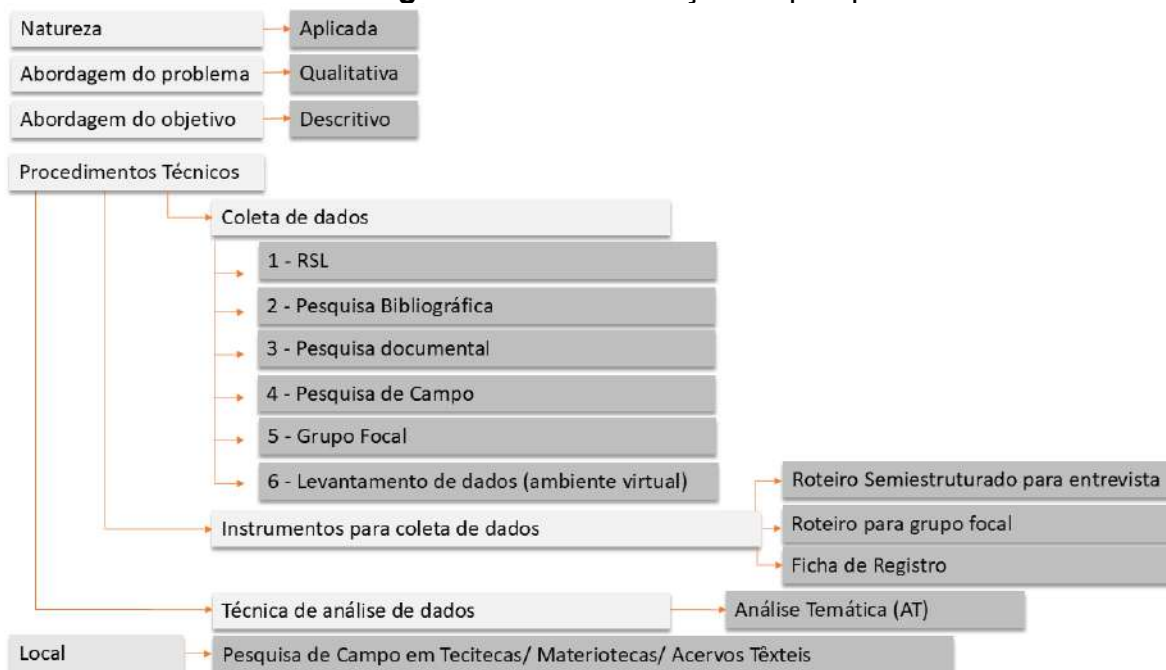 Natureza Aplicada
Abordagem do problema Qualitativa
Abordagem do objetivo Descritivo
Procedimentos Técnicos
Coleta de dados
1 - RSL
2 - Pesquisa Bibliográfica
3 - Pesquisa documental
4 - Pesquisa de Campo
5 - Grupo Focal
6 - Levantamento de dados (ambiente virtual)
Instrumentos para coleta de dados
Roteiro Semiestruturado para entrevista
Roteiro para grupo focal
Ficha de Registro
Técnica de análise de dados Análise Temática (AT)
Local Pesquisa de Campo em Tecitecas/ Materiotecas/ Acervos Têxteis